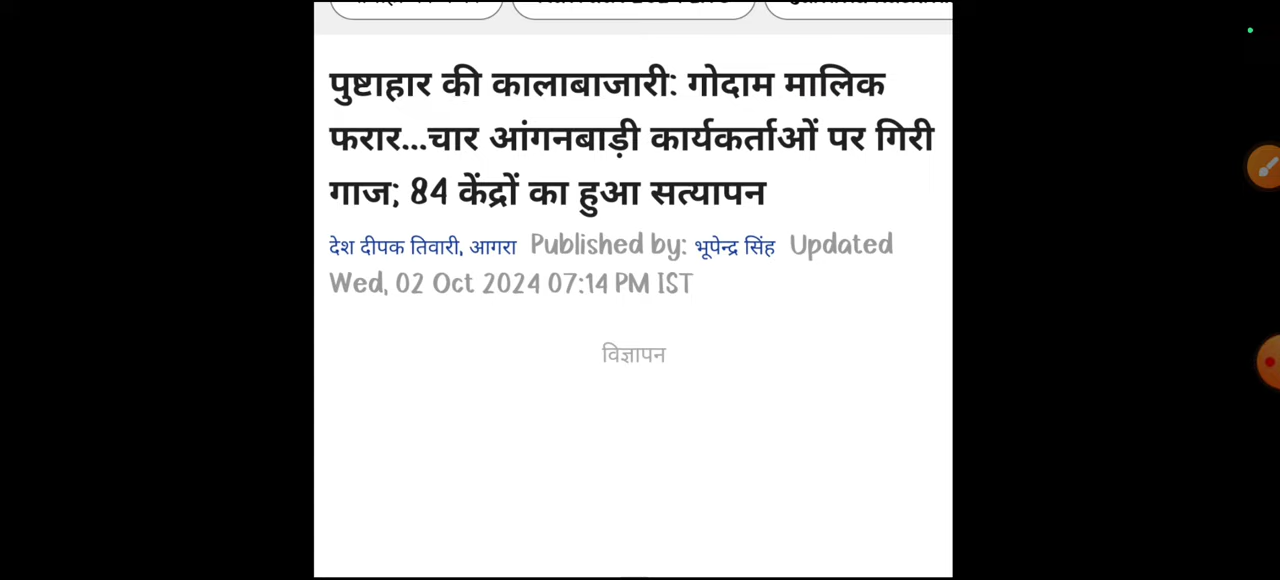 पुष्टाहार की कालाबाजारी: गोदाम मालिक
फरार...चार आंगनबाड़ी कार्यकर्ताओं पर गिरी
गाज; 84 केंद्रों का हुआ सत्यापन
देश दीपक तिवारी, आगरा Published by: भूपेन्द्र सिंह Updated
Wed, 02 Oct 2024 07:14 PM IST
विज्ञापन